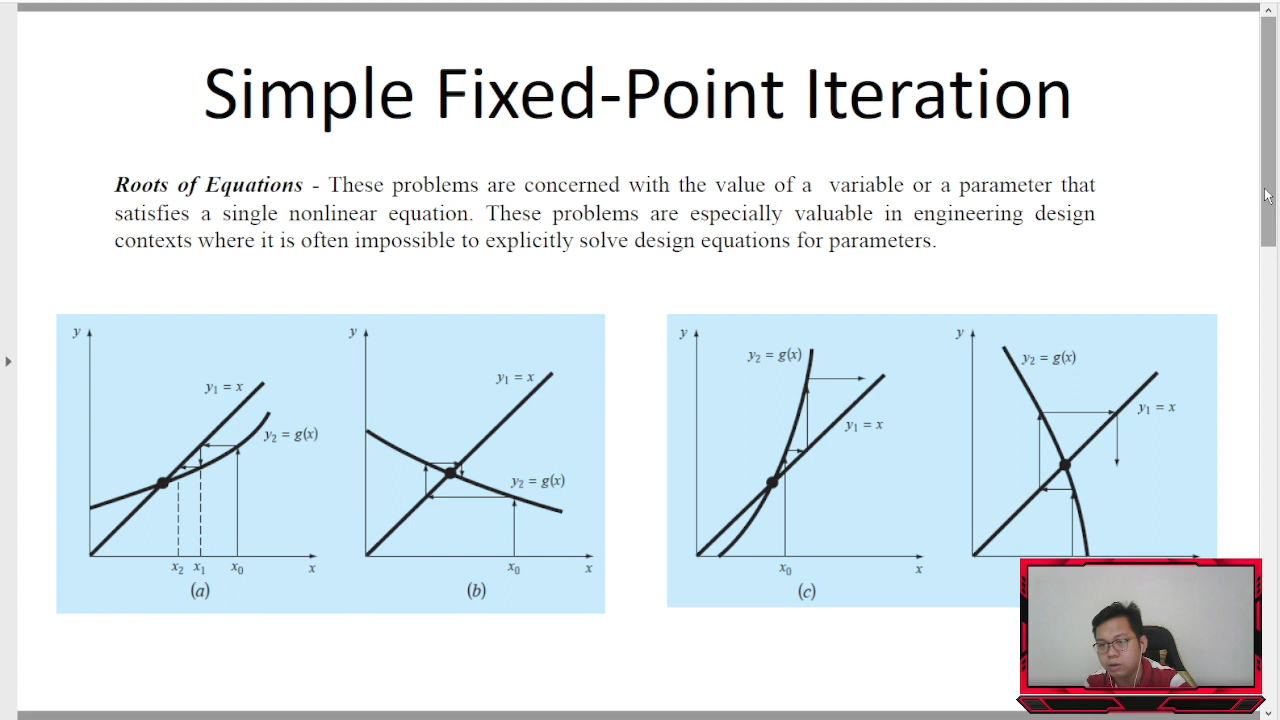 Simple Fixed-Point Iteration
Roots of Equations - These problems are concerned with the value of a variable or a parameter that
satisfies a single nonlinear equation. These problems are especially valuable in engineering design
contexts where it is often impossible to explicitly solve design equations for parameters.
y
y₁ = x
y₂ = g(x)
x₂ x₁ x₀ x
(a)
y
y₁ = x
y₂ = g(x)
x₀ x
(b)
y
y₂ = g(x)
y₁ = x
x₀ x
(c)
y
y₂ = g(x)
y₁ = x